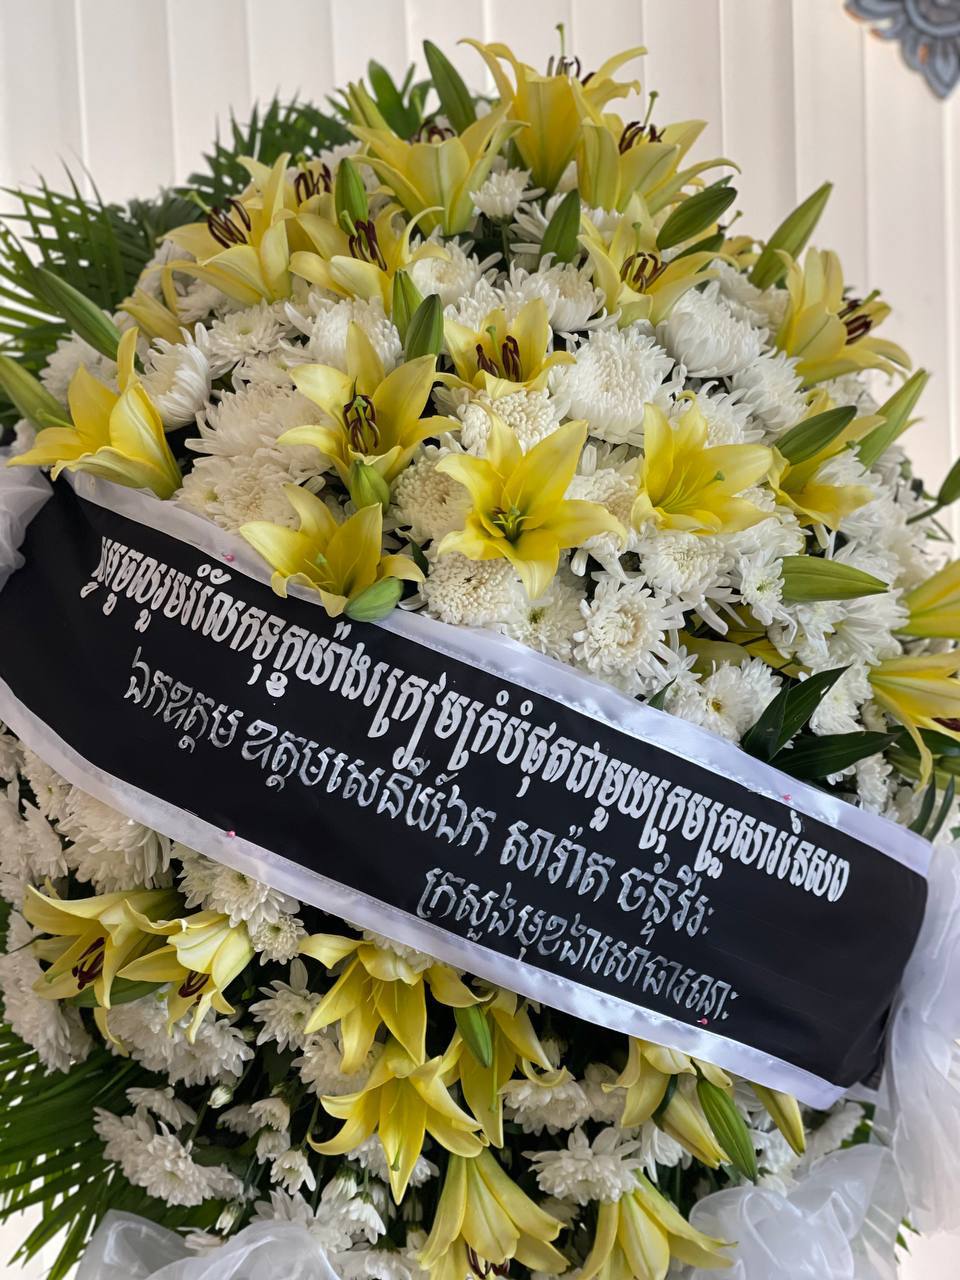 សូមចូលរួមរំលែកទុក្ខយ៉ាងក្រៀមក្រំបំផុតជាមួយក្រុមគ្រួសារនៃសព
ឯកឧត្តម ឧត្តមសេនីយ៍ឯក សារ៉ាត ច័ន្ទវីរៈ
ក្រសួងមុខងារសាធារណៈ